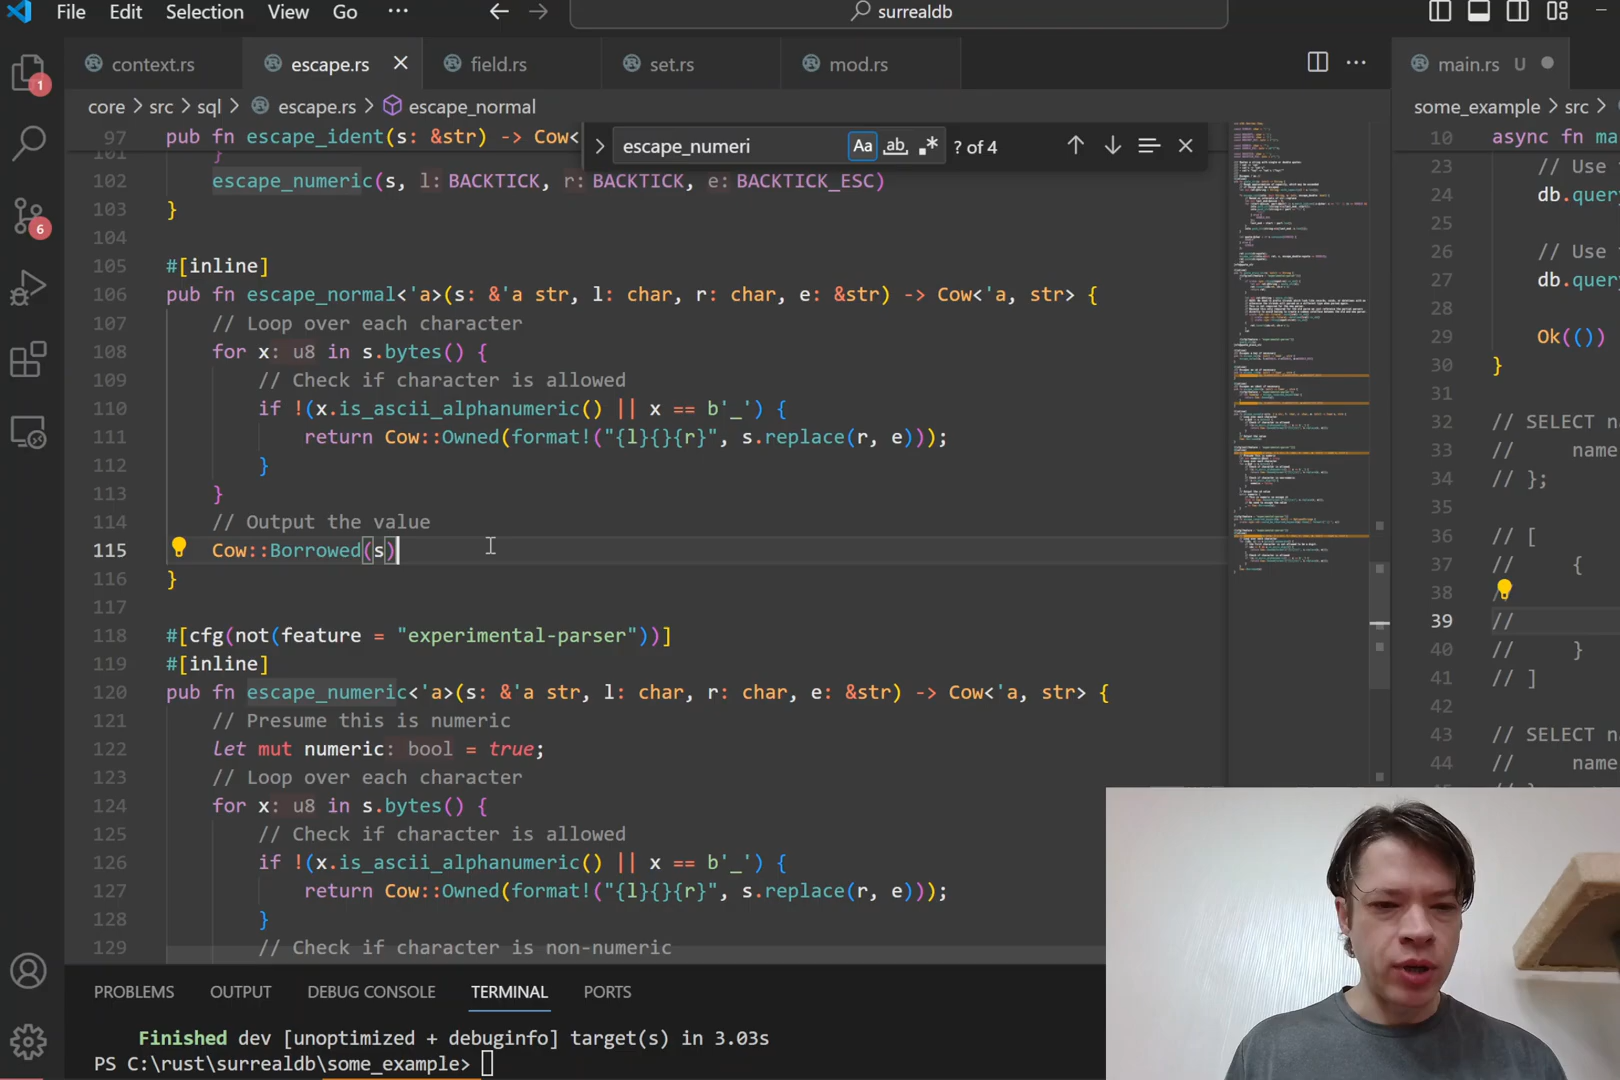 File Edit Selection View Go ··· surrealdb
context.rs escape.rs field.rs set.rs mod.rs main.rs U
core > src > sql > escape.rs > escape_normal
some_example > src >
escape_numeri Aa ab ? of 4
97 pub fn escape_ident(s: &str) -> Cow<
102 escape_numeric(s, l: BACKTICK, r: BACKTICK, e: BACKTICK_ESC)
103 }
104
105 #[inline]
106 pub fn escape_normal<'a>(s: &'a str, l: char, r: char, e: &str) -> Cow<'a, str> {
107 // Loop over each character
108 for x: u8 in s.bytes() {
109 // Check if character is allowed
110 if !(x.is_ascii_alphanumeric() || x == b'_') {
111 return Cow::Owned(format!("{l}{}{r}", s.replace(r, e)));
112 }
113 }
114 // Output the value
115 Cow::Borrowed(s)
116 }
117
118 #[cfg(not(feature = "experimental-parser"))]
119 #[inline]
120 pub fn escape_numeric<'a>(s: &'a str, l: char, r: char, e: &str) -> Cow<'a, str> {
121 // Presume this is numeric
122 let mut numeric: bool = true;
123 // Loop over each character
124 for x: u8 in s.bytes() {
125 // Check if character is allowed
126 if !(x.is_ascii_alphanumeric() || x == b'_') {
127 return Cow::Owned(format!("{l}{}{r}", s.replace(r, e)));
128 }
129 // Check if character is non-numeric
10 async fn ma
23 // Use
24 db.query
25
26 // Use
27 db.query
28
29 Ok(())
30 }
31
32 // SELECT na
33 // name
34 // };
35
36 // [
37 // {
38 /
39 //
40 // }
41 // ]
42
43 // SELECT na
44 // name
1
6
PROBLEMS OUTPUT DEBUG CONSOLE TERMINAL PORTS
Finished dev [unoptimized + debuginfo] target(s) in 3.03s
PS C:\rust\surrealdb\some_example>